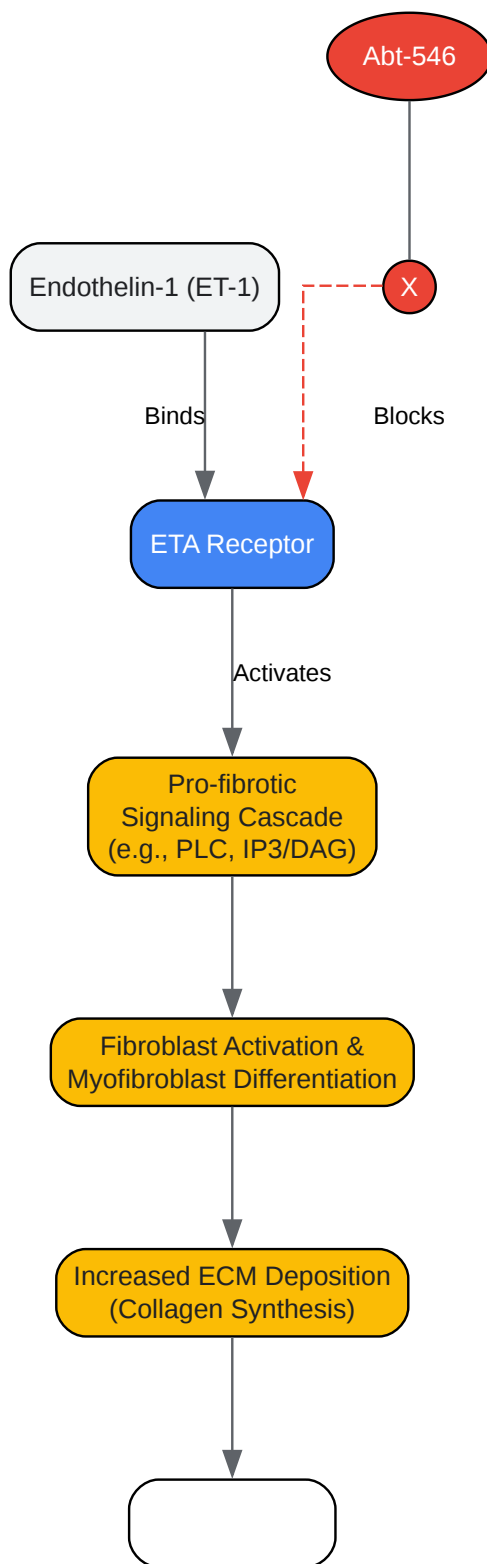 Abt-546
Endothelin-1 (ET-1)
X
Binds
Blocks
ETA Receptor
Activates
Pro-fibrotic
Signaling Cascade
(e.g., PLC, IP3/DAG)
Fibroblast Activation &
Myofibroblast Differentiation
Increased ECM Deposition
(Collagen Synthesis)